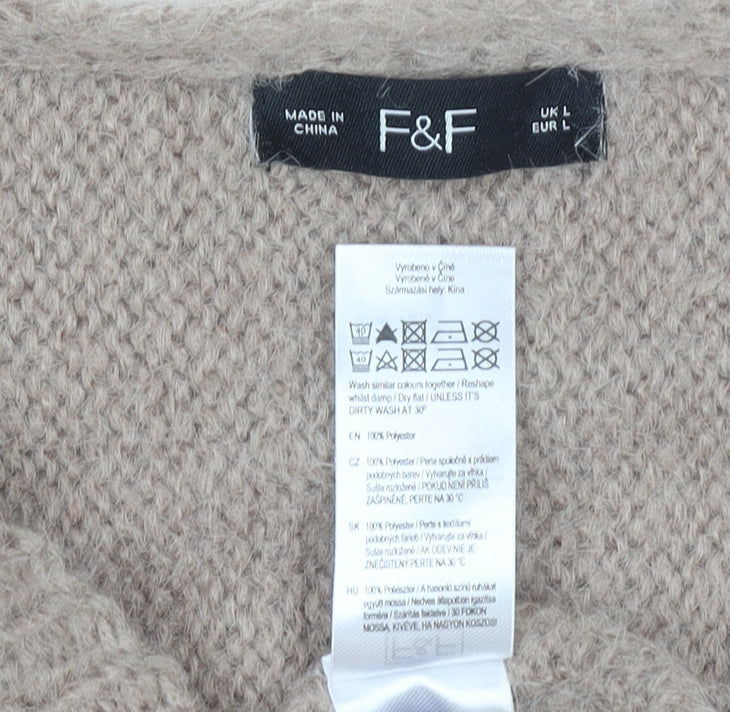 MADE IN
CHINA
F&F
UK L
EUR L
Vyrobeno v Číně
Vyrobené v Číne
Származási hely: Kína
40
40
Wash similar colours together / Reshape
whilst damp / Dry flat / UNLESS IT'S
DIRTY WASH AT 30°
EN 100% Polyester
CZ 100% Polyester / Perte společně s prádlem
podobných barev / Vytvarujte za vlhka /
Sušte rozložené / POKUD NENÍ PŘÍLIŠ
ZAŠPINĚNÉ, PERTE NA 30 °C
SK 100% Polyester / Perte s textíliami
podobných farieb / Vytvarujte za vlhka /
Sušte rozložené / AK ODEV NIE JE
ZNEČISTENÝ PERTE NA 30 °C
HU 100% Poliészter / A hasonló színű ruhákat
együtt mossa / Nedves állapotban igazítsa
formára / Szárítás fektetve / 30 FOKON
MOSSA, KIVÉVE, HA NAGYON KOSZOS!